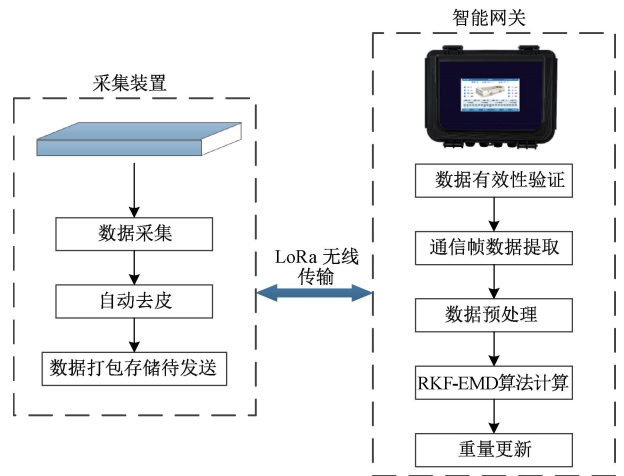 采集装置
数据采集
自动去皮
数据打包存储待发送
LoRa 无线
传输
智能网关
数据有效性验证
通信帧数据提取
数据预处理
RKF-EMD算法计算
重量更新